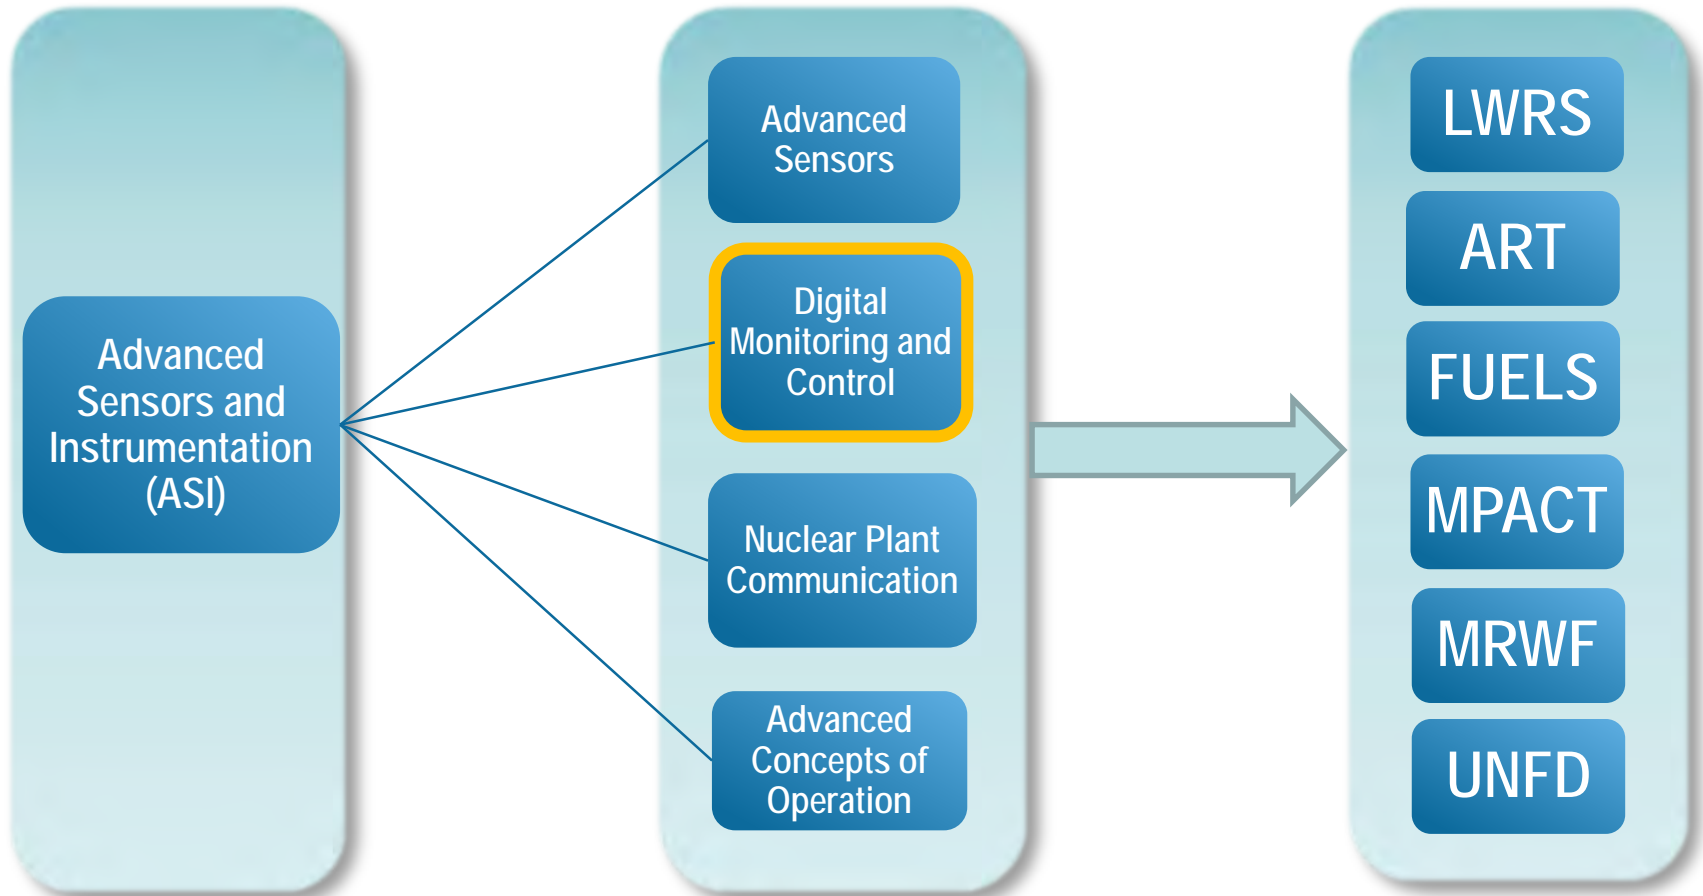 Advanced
Sensors and
Instrumentation
(ASI)
Advanced
Sensors
Digital
Monitoring and
Control
Nuclear Plant
Communication
Advanced
Concepts of
Operation
LWRS
ART
FUELS
MPACT
MRWF
UNFD